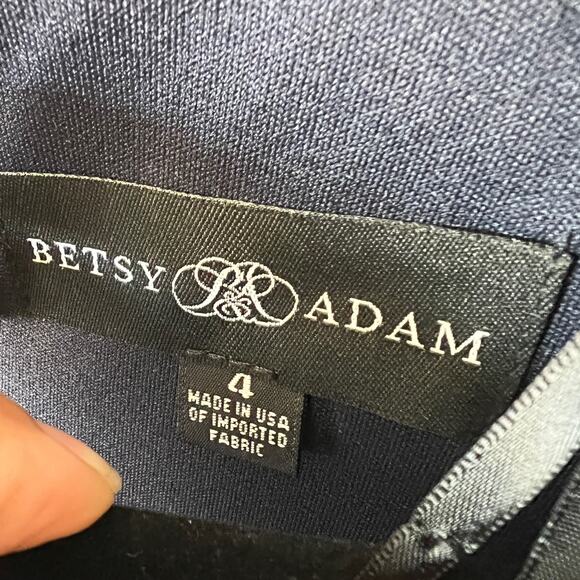 BETSY ADAM
4
MADE IN USA
OF IMPORTED
FABRIC